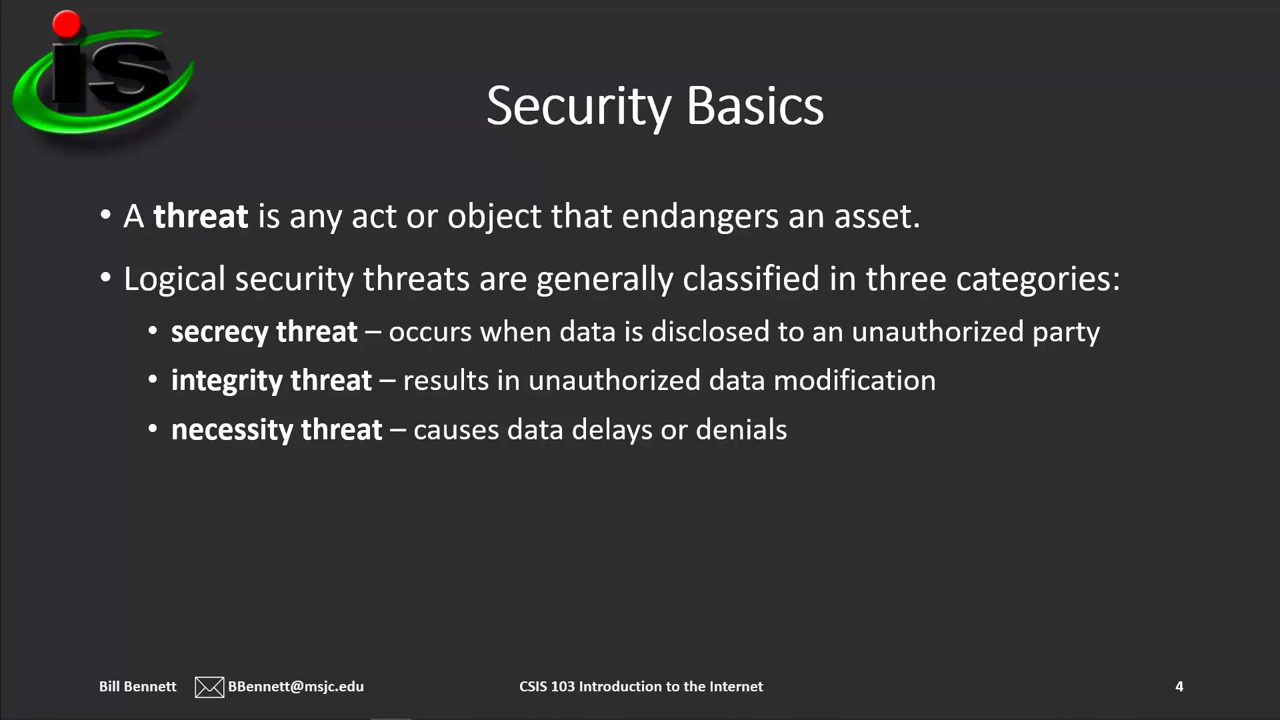 is
Security Basics
• A threat is any act or object that endangers an asset.
• Logical security threats are generally classified in three categories:
• secrecy threat – occurs when data is disclosed to an unauthorized party
• integrity threat – results in unauthorized data modification
• necessity threat – causes data delays or denials
Bill Bennett BBennett@msjc.edu CSIS 103 Introduction to the Internet 4